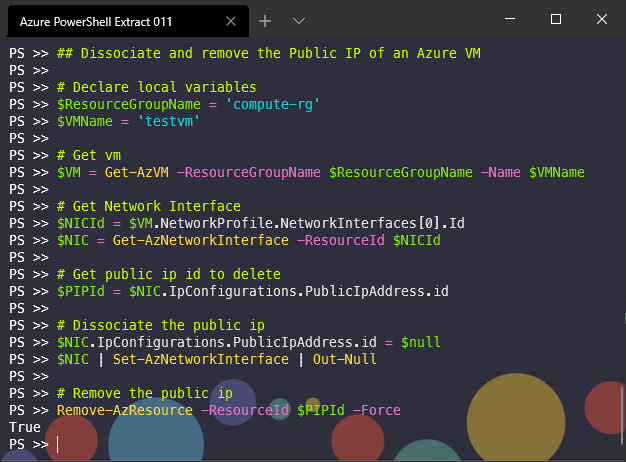 Azure PowerShell Extract 011
PS >> ## Dissociate and remove the Public IP of an Azure VM
PS >>
PS >> # Declare local variables
PS >> $ResourceGroupName = 'compute-rg'
PS >> $VMName = 'testvm'
PS >>
PS >> # Get vm
PS >> $VM = Get-AzVM -ResourceGroupName $ResourceGroupName -Name $VMName
PS >>
PS >> # Get Network Interface
PS >> $NICId = $VM.NetworkProfile.NetworkInterfaces[0].Id
PS >> $NIC = Get-AzNetworkInterface -ResourceId $NICId
PS >>
PS >> # Get public ip id to delete
PS >> $PIPId = $NIC.IpConfigurations.PublicIpAddress.id
PS >>
PS >> # Dissociate the public ip
PS >> $NIC.IpConfigurations.PublicIpAddress.id = $null
PS >> $NIC | Set-AzNetworkInterface | Out-Null
PS >>
PS >> # Remove the public ip
PS >> Remove-AzResource -ResourceId $PIPId -Force
True
PS >>